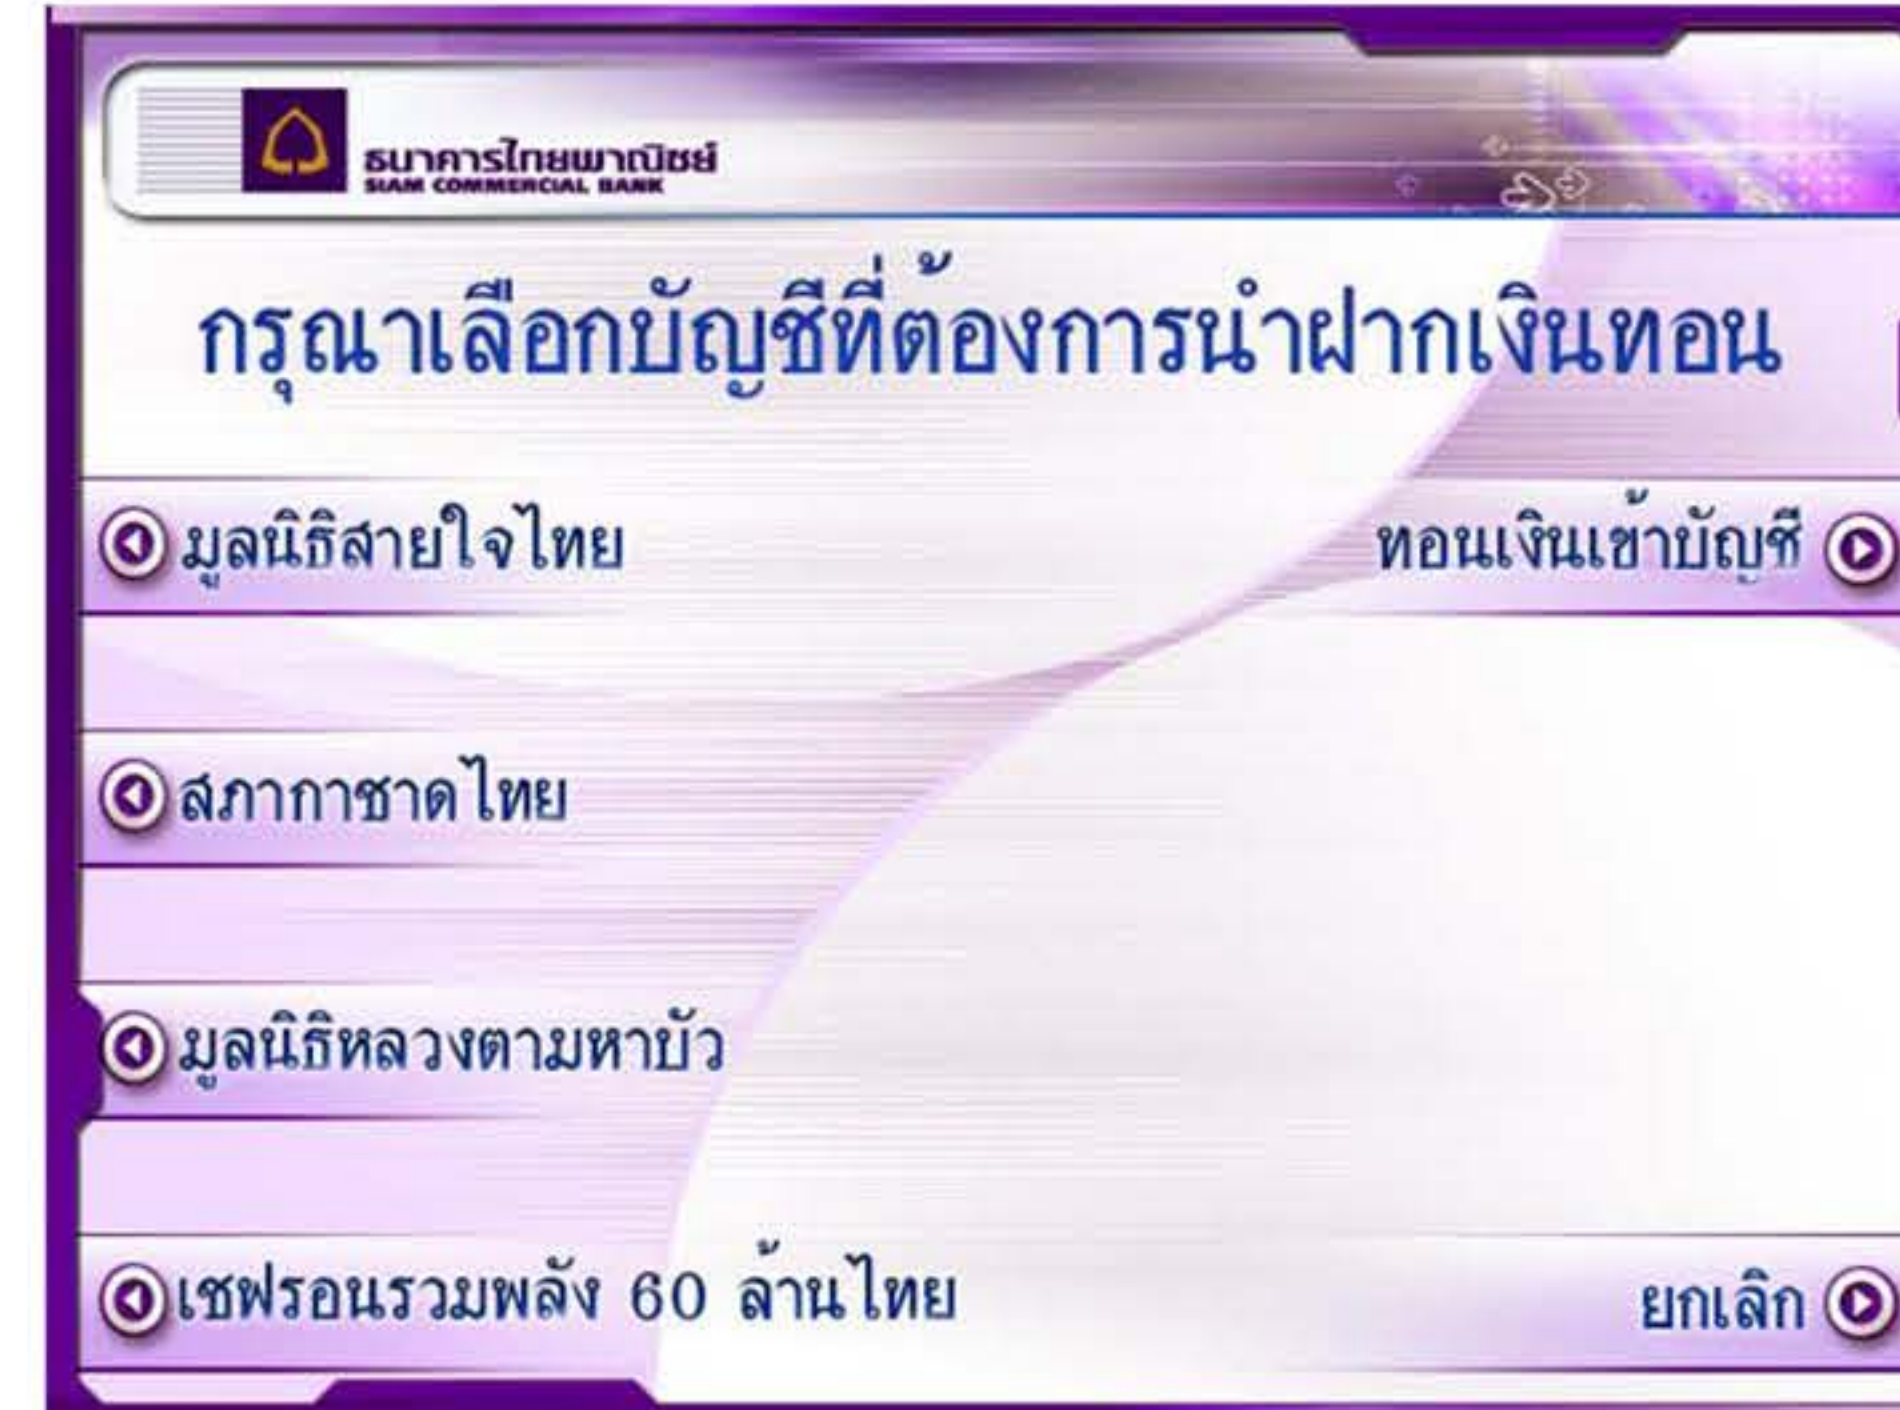 ธนาคารไทยพาณิชย์
SIAM COMMERCIAL BANK
กรุณาเลือกบัญชีที่ต้องการนำฝากเงินทอน
มูลนิธิสายใจไทย
ทอนเงินเข้าบัญชี
สภากาชาดไทย
มูลนิธิหลวงตามหาบัว
เชฟรอนรวมพลัง 60 ล้านไทย
ยกเลิก